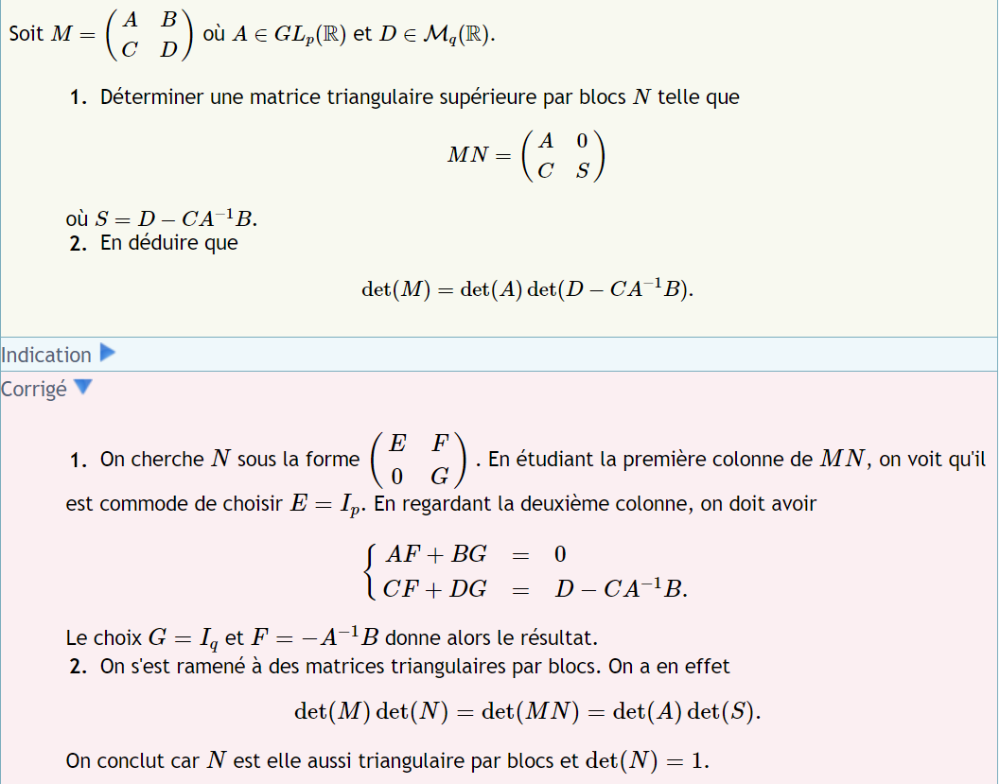 Soit $M = \begin{pmatrix} A & B \\ C & D \end{pmatrix}$ où $A \in GL_p(\mathbb{R})$ et $D \in \mathcal{M}_q(\mathbb{R})$.
1. Déterminer une matrice triangulaire supérieure par blocs $N$ telle que
$MN = \begin{pmatrix} A & 0 \\ C & S \end{pmatrix}$
où $S = D - CA^{-1}B$.
2. En déduire que
$\det(M) = \det(A)\det(D - CA^{-1}B).$
Indication
Corrigé
1. On cherche $N$ sous la forme $\begin{pmatrix} E & F \\ 0 & G \end{pmatrix}$. En étudiant la première colonne de $MN$, on voit qu'il
est commode de choisir $E = I_p$. En regardant la deuxième colonne, on doit avoir
$\left\{ \begin{array}{rcl} AF + BG & = & 0 \\ CF + DG & = & D - CA^{-1}B. \end{array} \right.$
Le choix $G = I_q$ et $F = -A^{-1}B$ donne alors le résultat.
2. On s'est ramené à des matrices triangulaires par blocs. On a en effet
$\det(M)\det(N) = \det(MN) = \det(A)\det(S).$
On conclut car $N$ est elle aussi triangulaire par blocs et $\det(N) = 1$.